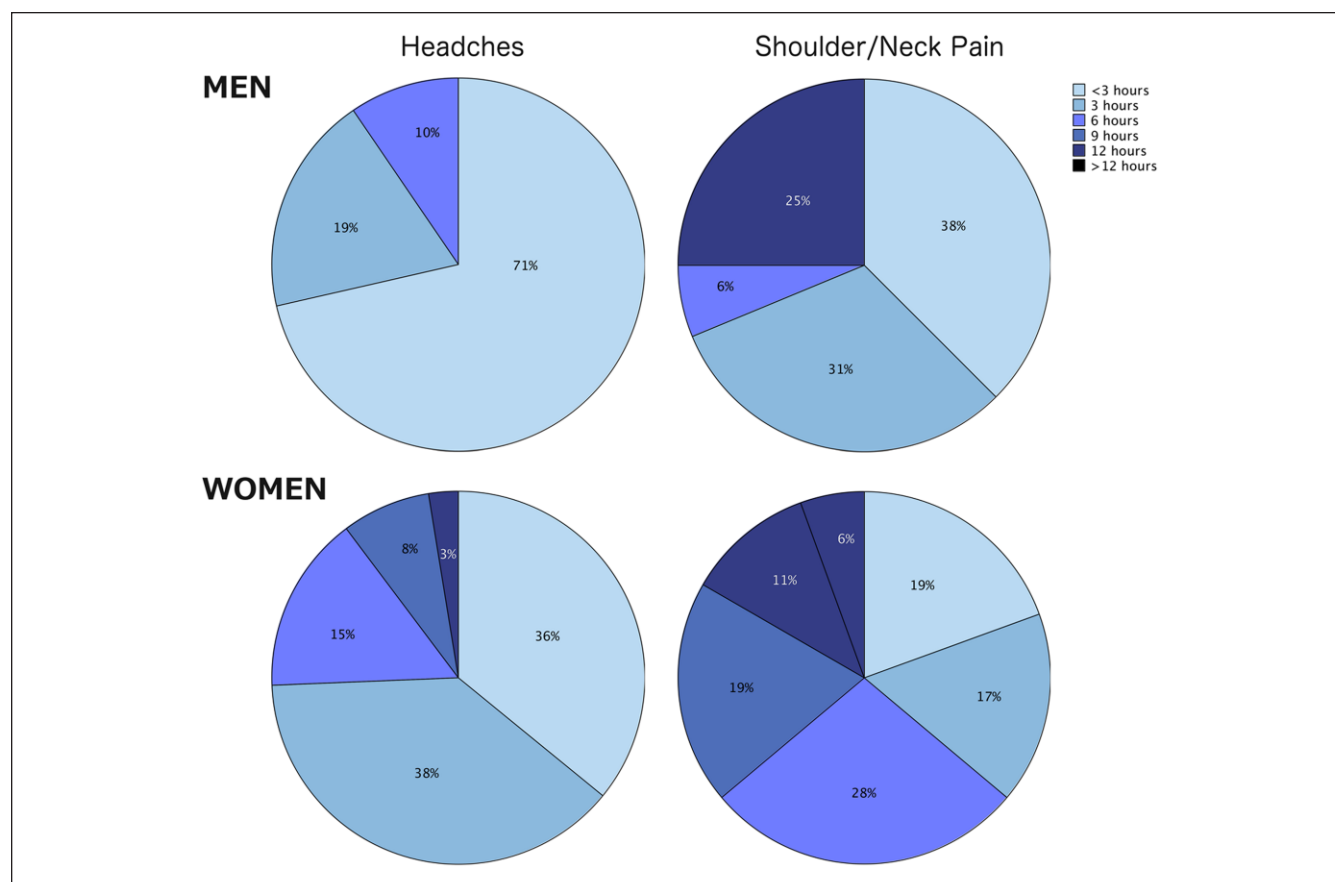 Headches
Shoulder/Neck Pain
MEN
<3 hours
3 hours
6 hours
9 hours
12 hours
>12 hours
10%
19%
71%
25%
38%
6%
31%
WOMEN
8%
3%
15%
36%
38%
6%
11%
19%
19%
17%
28%